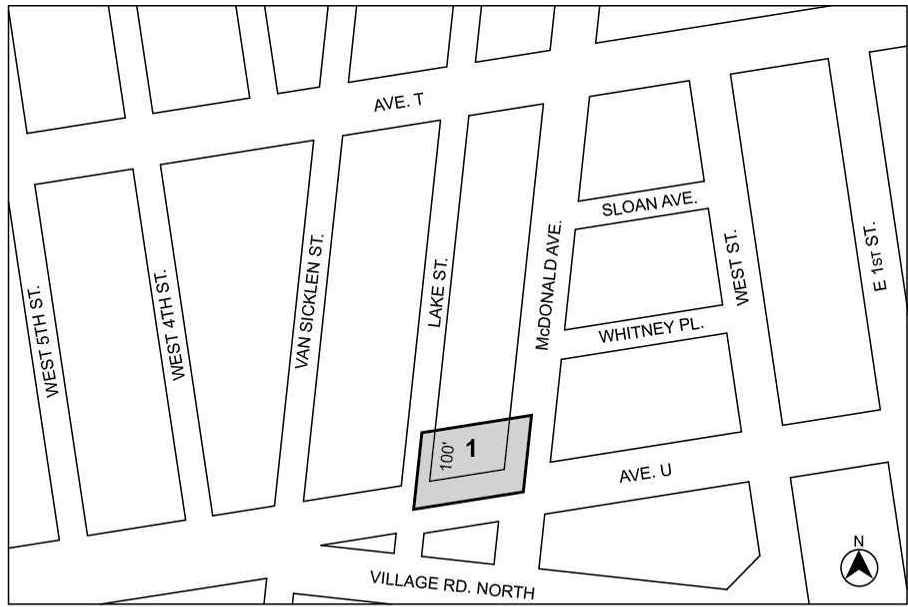 AVE. T
SLOAN AVE.
McDONALD AVE.
WEST ST.
E 1ST ST.
VAN SICKLEN ST.
LAKE ST.
WEST 4TH ST.
WEST 5TH ST.
WHITNEY PL.
100'
1
AVE. U
N
VILLAGE RD. NORTH